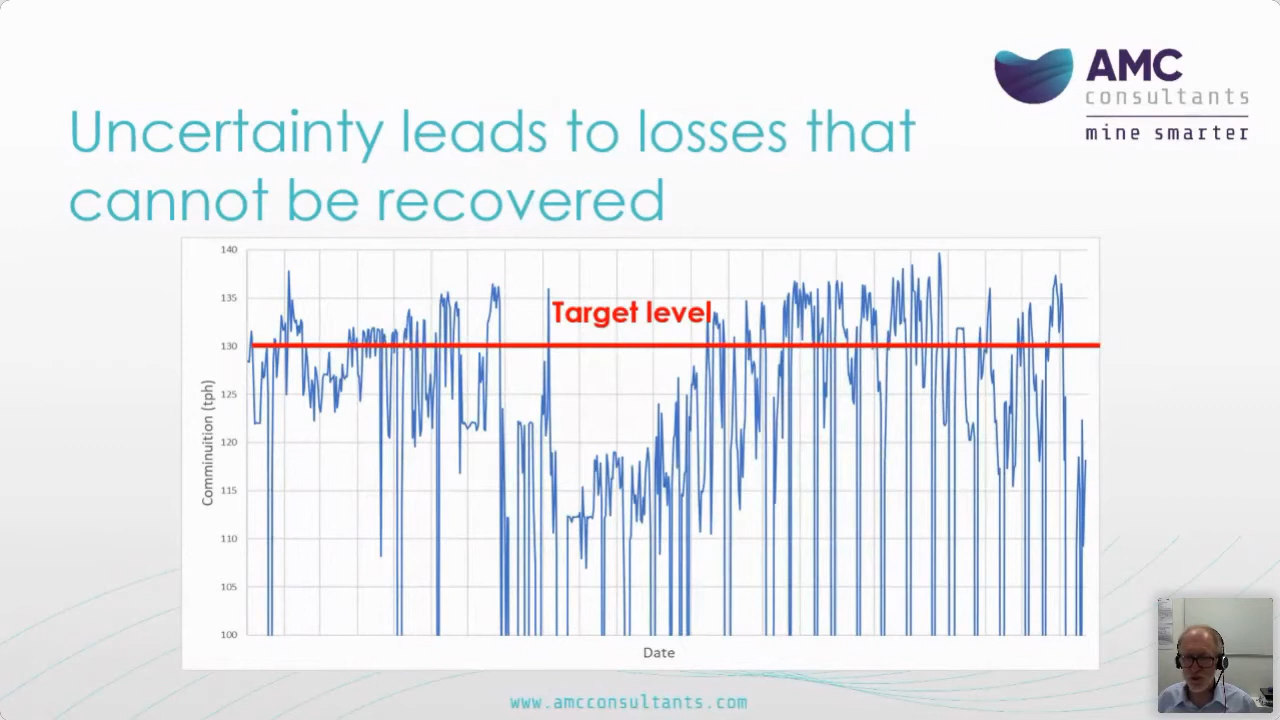 AMC
consultants
mine smarter
Uncertainty leads to losses that
cannot be recovered
140
135
130
125
120
115
110
105
100
Comminuition (tph)
Target level
Date
www.amcconsultants.com